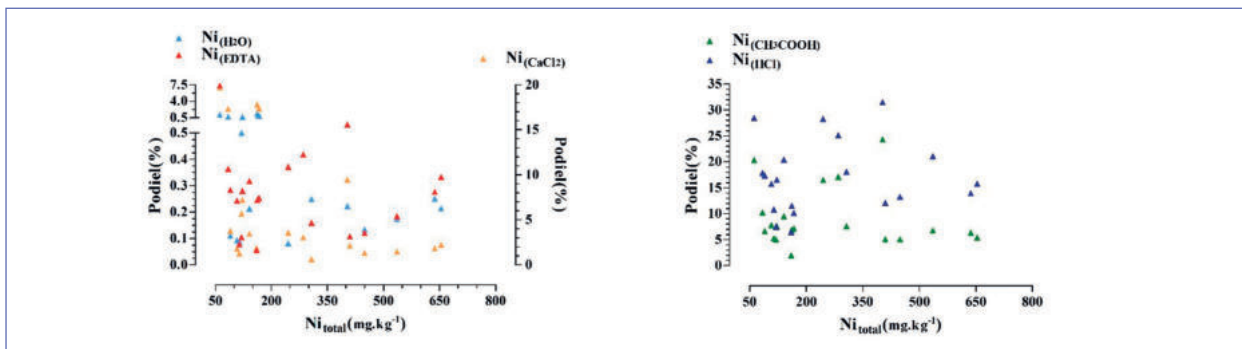 Ni(H2O)
Ni(EDTA)
Ni(CaCl2)
7.5
4.0
0.5
0.5
0.4
0.3
0.2
0.1
0.0
Podiel(%)
20
15
10
5
0
Podiel(%)
50 200 350 500 650 800
Nitotal(mg.kg-1)
Ni(CH3COOH)
Ni(HCl)
35
30
25
20
15
10
5
0
Podiel(%)
50 200 350 500 650 800
Nitotal(mg.kg-1)